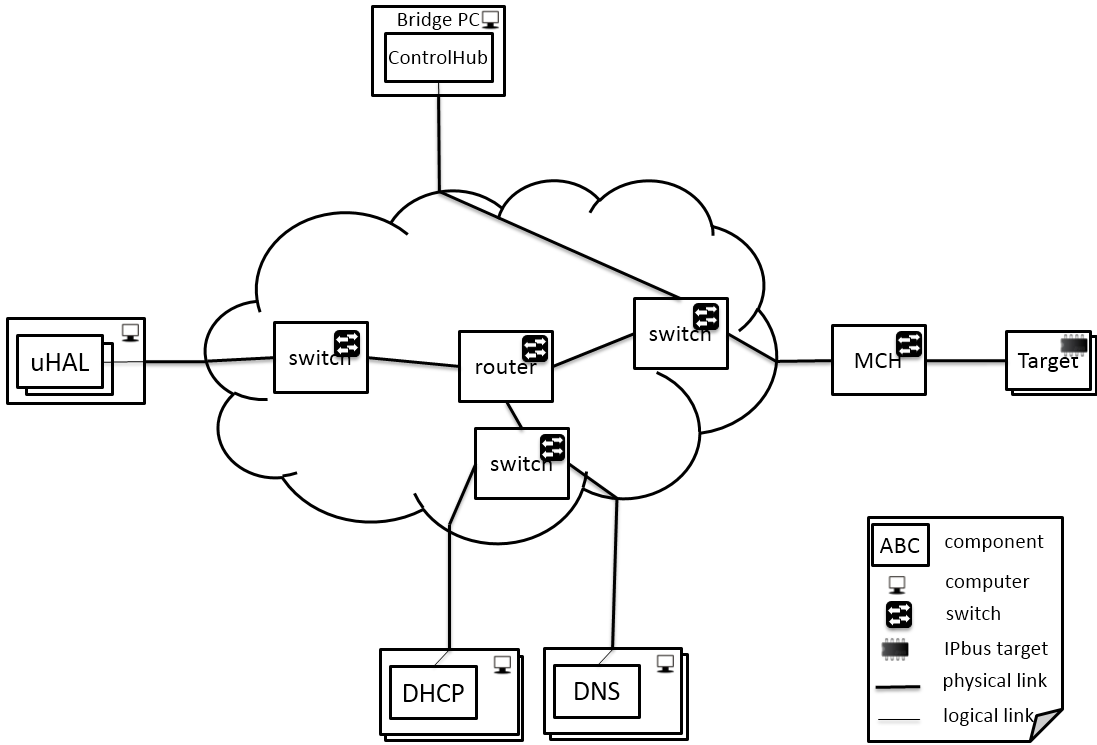 Bridge PC
ControlHub
uHAL
switch
router
switch
MCH
Target
switch
DHCP
DNS
ABC
component
computer
switch
IPbus target
physical link
logical link